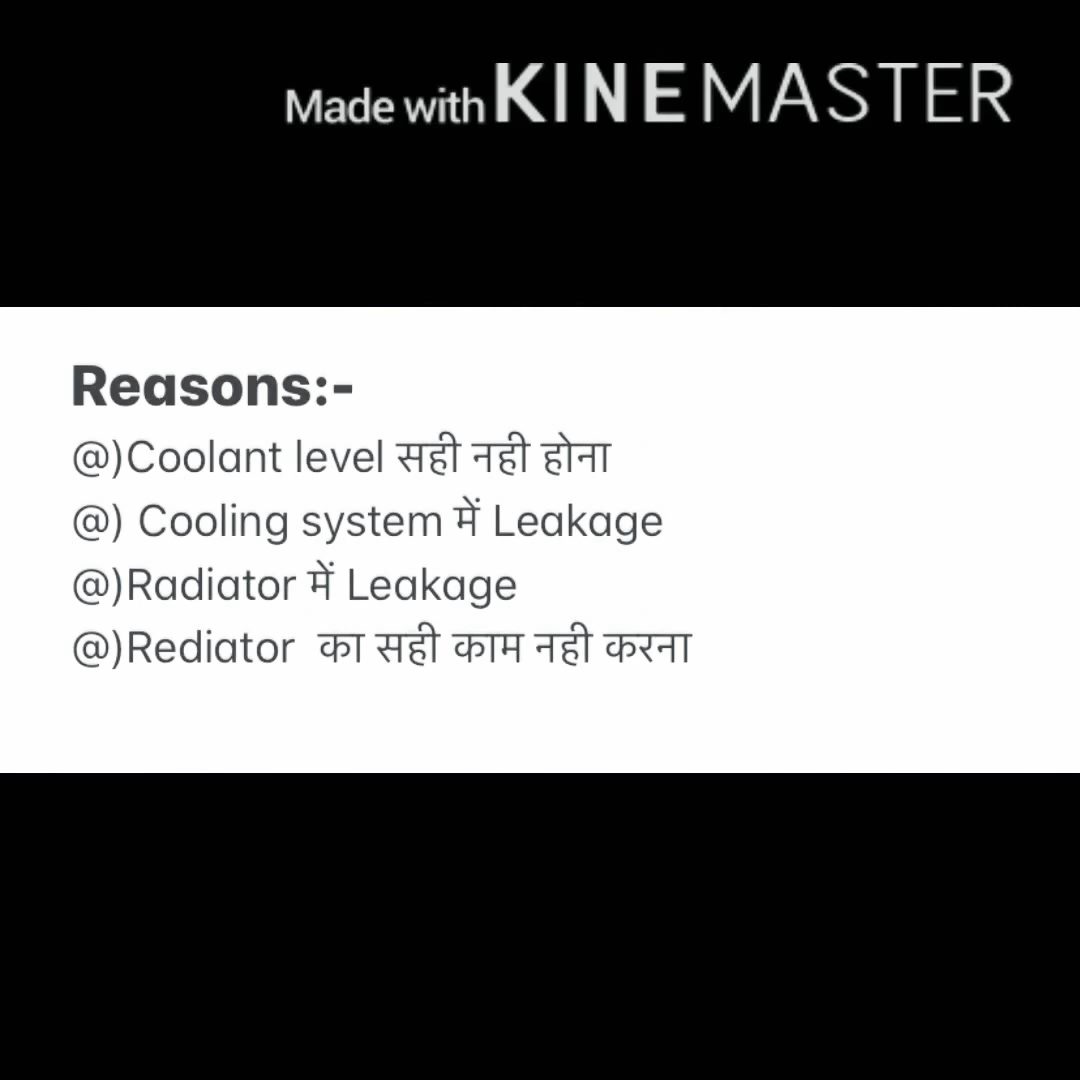 Made with KINEMASTER
Reasons:-
@)Coolant level सही नही होना
@) Cooling system में Leakage
@)Radiator में Leakage
@)Rediator का सही काम नही करना